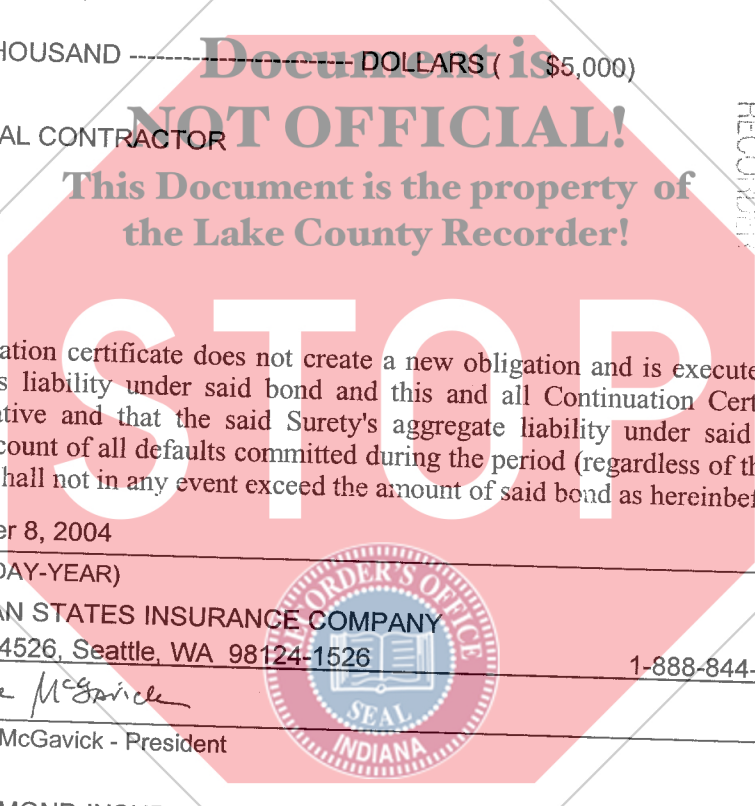 HOUSAND ------------------------- DOLLARS ( $5,000)
Document is
NOT OFFICIAL!
This Document is the property of
the Lake County Recorder!
AL CONTRACTOR
RECORDER
STOP
ation certificate does not create a new obligation and is execute
s liability under said bond and this and all Continuation Cert
ative and that the said Surety's aggregate liability under said
count of all defaults committed during the period (regardless of th
hall not in any event exceed the amount of said bond as hereinbef
er 8, 2004
DAY-YEAR)
AN STATES INSURANCE COMPANY
4526, Seattle, WA 98124-1526 1-888-844-
McGavick
McGavick - President
RECORDER'S OFFICE
SEAL
INDIANA